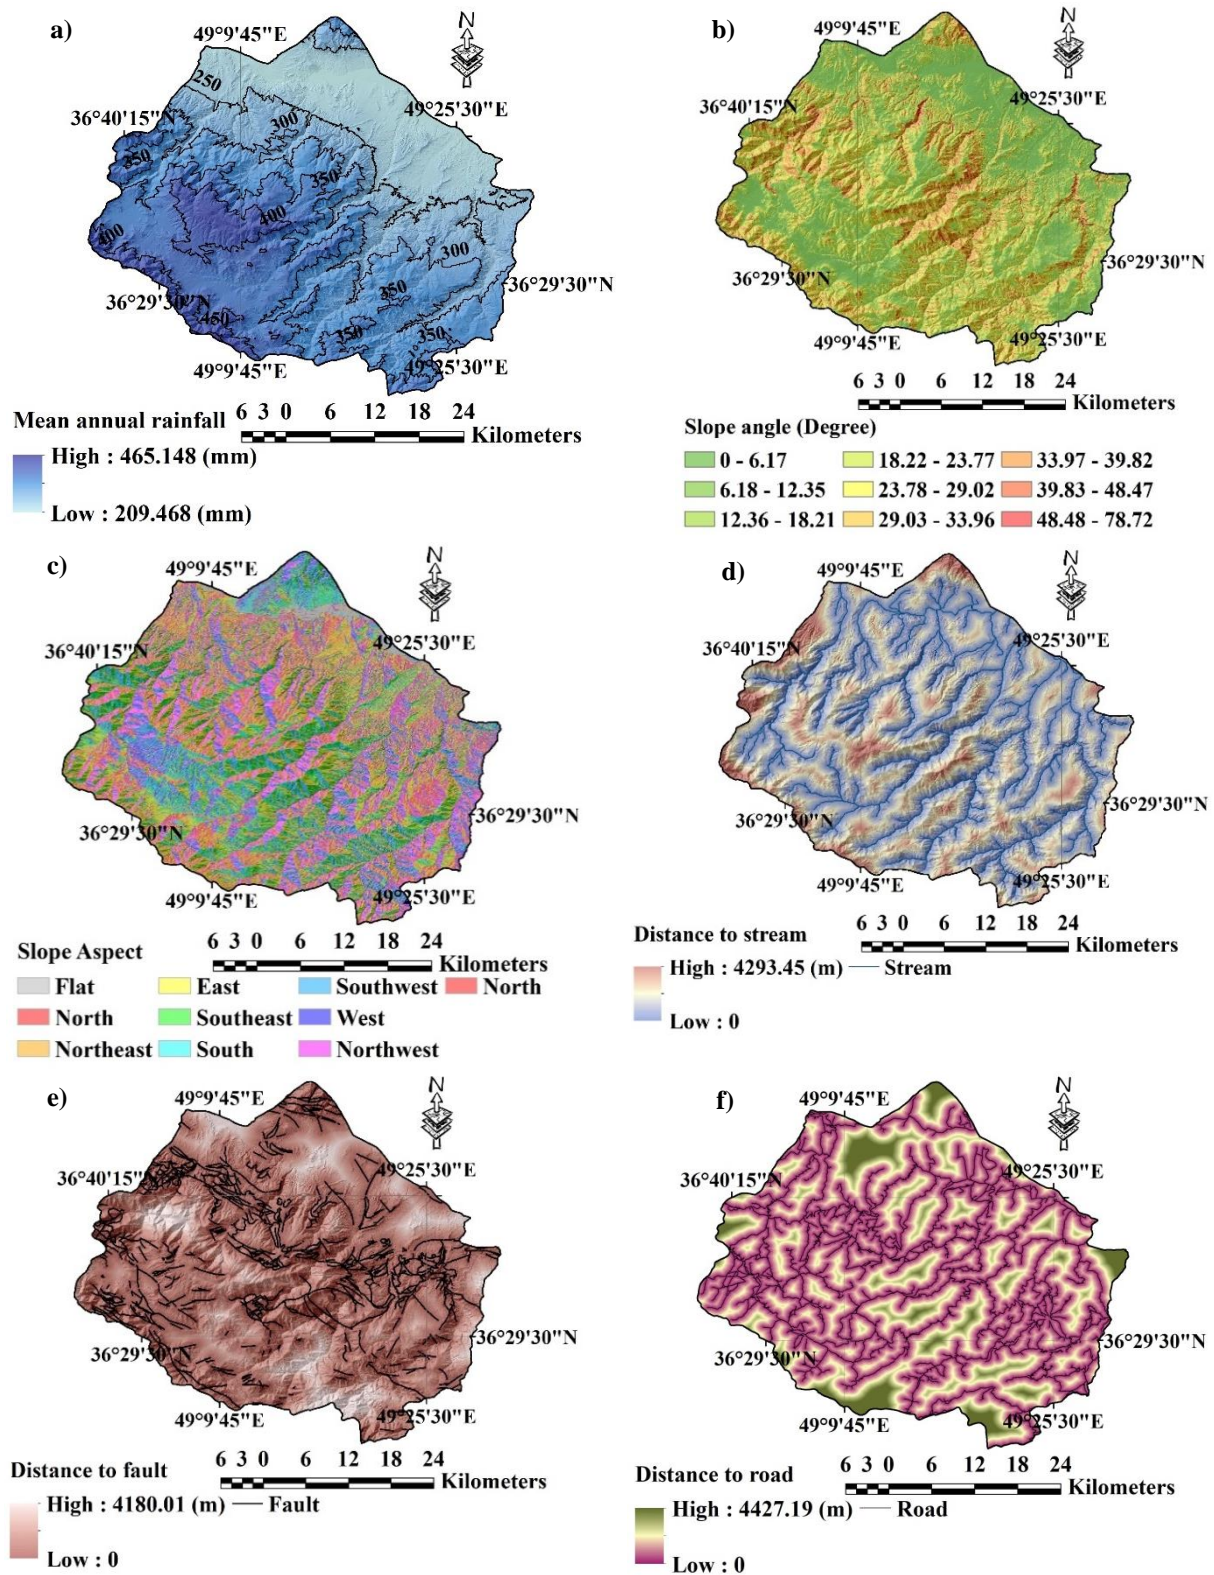 a)
N
49°9'45"E
250
49°25'30"E
36°40'15"N
300
350
350
400
400
300
36°29'30"N
350
450
350
350
36°29'30"N
49°9'45"E
49°25'30"E
Mean annual rainfall
6 3 0 6 12 18 24
Kilometers
High : 465.148 (mm)
Low : 209.468 (mm)
b)
N
49°9'45"E
49°25'30"E
36°40'15"N
36°29'30"N
36°29'30"N
49°9'45"E
49°25'30"E
6 3 0 6 12 18 24
Kilometers
Slope angle (Degree)
0 - 6.17 18.22 - 23.77 33.97 - 39.82
6.18 - 12.35 23.78 - 29.02 39.83 - 48.47
12.36 - 18.21 29.03 - 33.96 48.48 - 78.72
c)
N
49°9'45"E
49°25'30"E
36°40'15"N
36°29'30"N
36°29'30"N
49°9'45"E
49°25'30"E
Slope Aspect
6 3 0 6 12 18 24
Kilometers
Flat East Southwest North
North Southeast West
Northeast South Northwest
d)
N
49°9'45"E
49°25'30"E
36°40'15"N
36°29'30"N
36°29'30"N
49°9'45"E
49°25'30"E
Distance to stream
6 3 0 6 12 18 24
Kilometers
High : 4293.45 (m) Stream
Low : 0
e)
N
49°9'45"E
49°25'30"E
36°40'15"N
36°29'30"N
36°29'30"N
49°9'45"E
49°25'30"E
Distance to fault
6 3 0 6 12 18 24
Kilometers
High : 4180.01 (m) Fault
Low : 0
f)
N
49°9'45"E
49°25'30"E
36°40'15"N
36°29'30"N
36°29'30"N
49°9'45"E
49°25'30"E
Distance to road
6 3 0 6 12 18 24
Kilometers
High : 4427.19 (m) Road
Low : 0